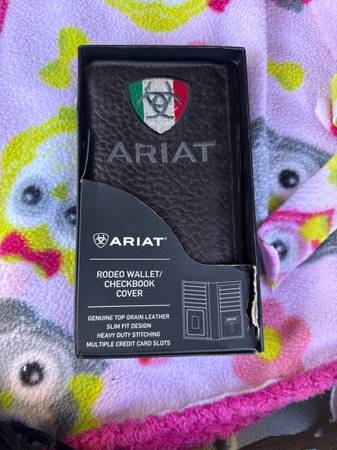 ARIAT
ARIAT
RODEO WALLET/
CHECKBOOK
COVER
GENUINE TOP GRAIN LEATHER
SLIM FIT DESIGN
HEAVY DUTY STITCHING
MULTIPLE CREDIT CARD SLOTS
ARIAT